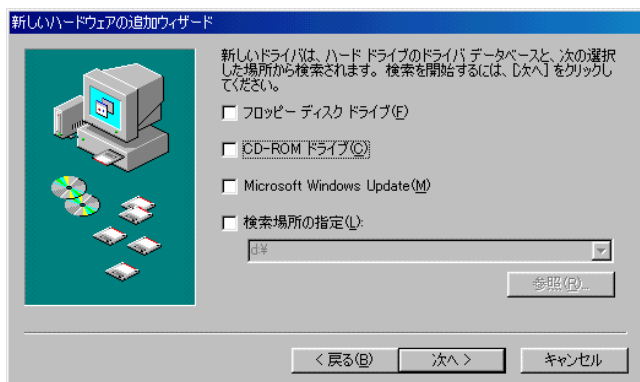 新しいハードウェアの追加ウィザード
新しいドライバは、ハード ドライブのドライバ データベースと、次の選択
した場所から検索されます。検索を開始するには、[次へ] をクリックし
てください。
フロッピー ディスク ドライブ(F)
CD-ROM ドライブ(C)
Microsoft Windows Update(M)
検索場所の指定(L):
d:¥
参照(R)...
< 戻る(B)
次へ >
キャンセル